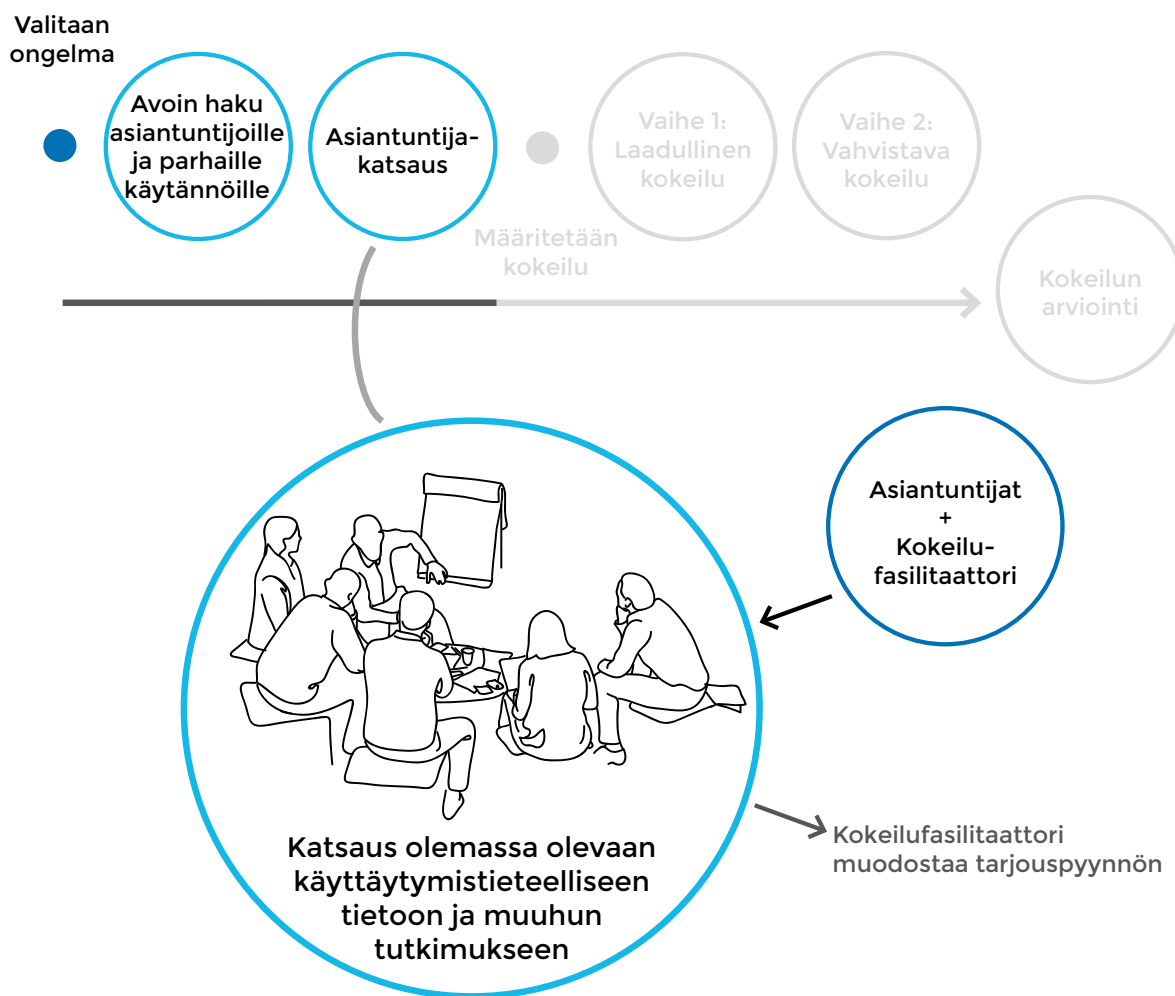 Valitaan
ongelma
Avoin haku
asiantuntijoille
ja parhaille
käytännöille
Asiantuntija-
katsaus
Määritetään
kokeilu
Vaihe 1:
Laadullinen
kokeilu
Vaihe 2:
Vahvistava
kokeilu
Kokeilun
arviointi
Asiantuntijat
+
Kokeilu-
fasilitaattori
Katsaus olemassa olevaan
käyttäytymistieteelliseen
tietoon ja muuhun
tutkimukseen
Kokeilufasilitaattori
muodostaa tarjouspyynnön